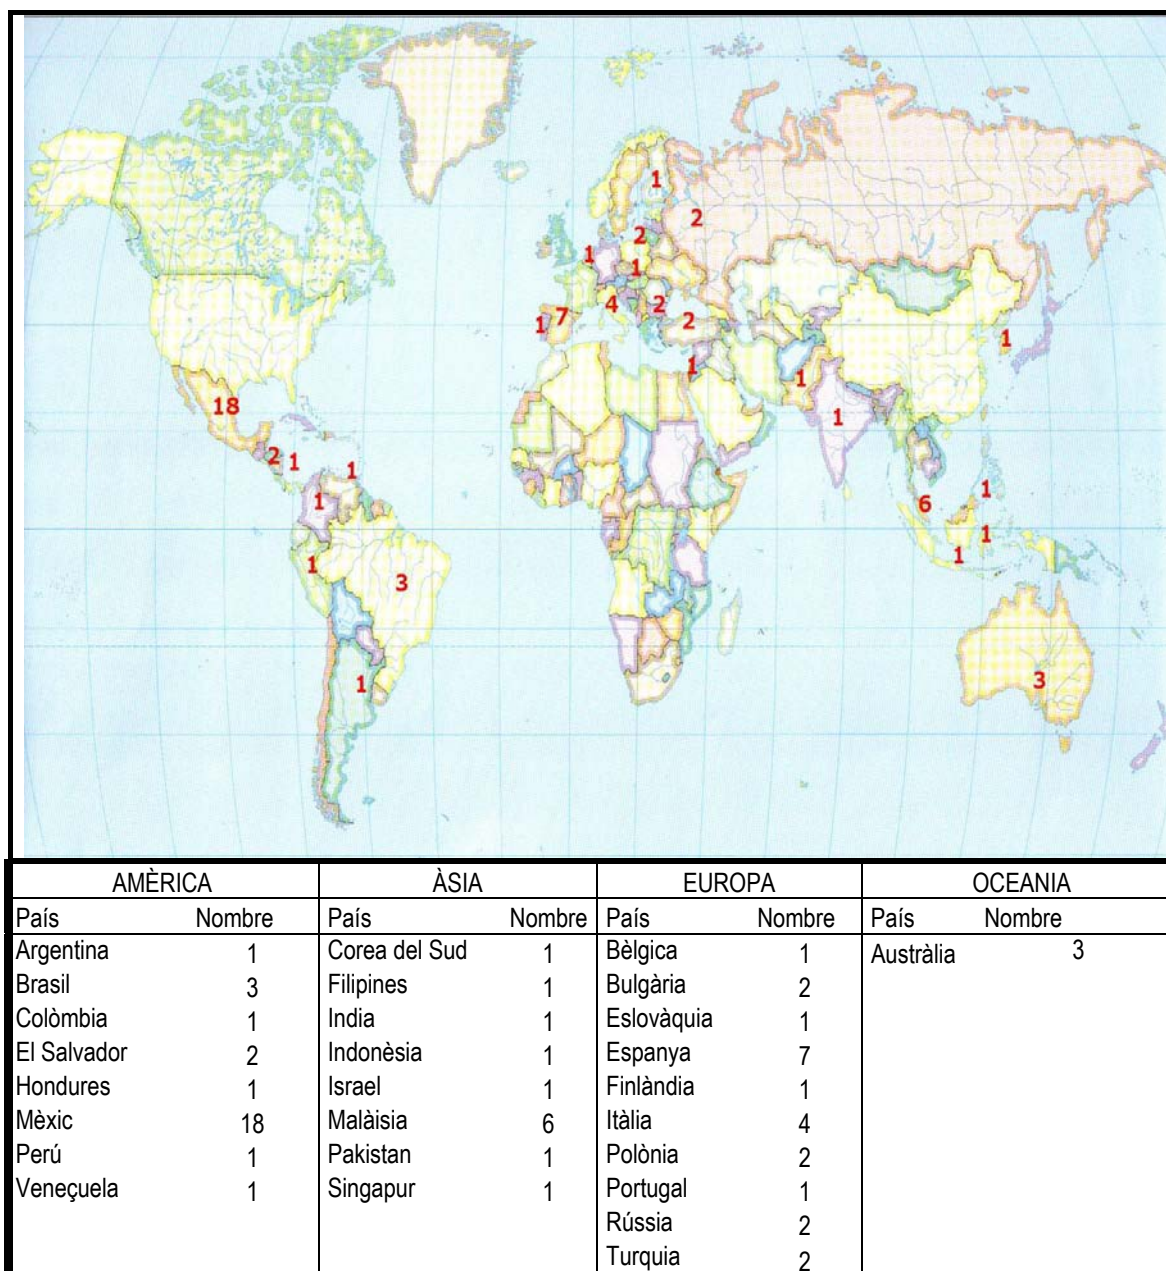 1
2
2
1
1
4
2
7
1
2
1
1
1
18
1
2
1
1
1
1
6
1
1
1
1
3
3
1
AMÈRICA ÀSIA EUROPA OCEANIA
País Nombre País Nombre País Nombre País Nombre
Argentina 1 Corea del Sud 1 Bèlgica 1 Austràlia 3
Brasil 3 Filipines 1 Bulgària 2
Colòmbia 1 India 1 Eslovàquia 1
El Salvador 2 Indonèsia 1 Espanya 7
Hondures 1 Israel 1 Finlàndia 1
Mèxic 18 Malàisia 6 Itàlia 4
Perú 1 Pakistan 1 Polònia 2
Veneçuela 1 Singapur 1 Portugal 1
Rússia 2
Turquia 2